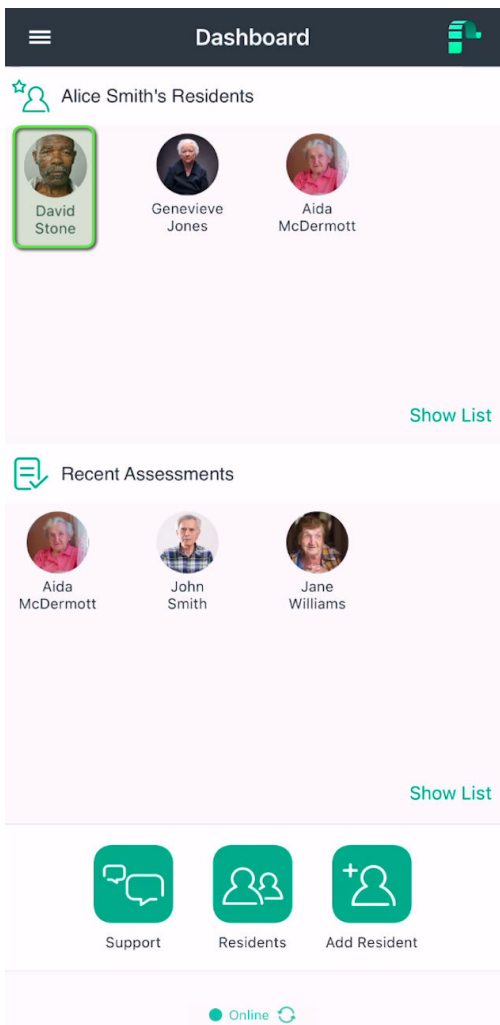 Dashboard
Alice Smith's Residents
David
Stone
Genevieve
Jones
Aida
McDermott
Show List
Recent Assessments
Aida
McDermott
John
Smith
Jane
Williams
Show List
Support
Residents
Add Resident
Online